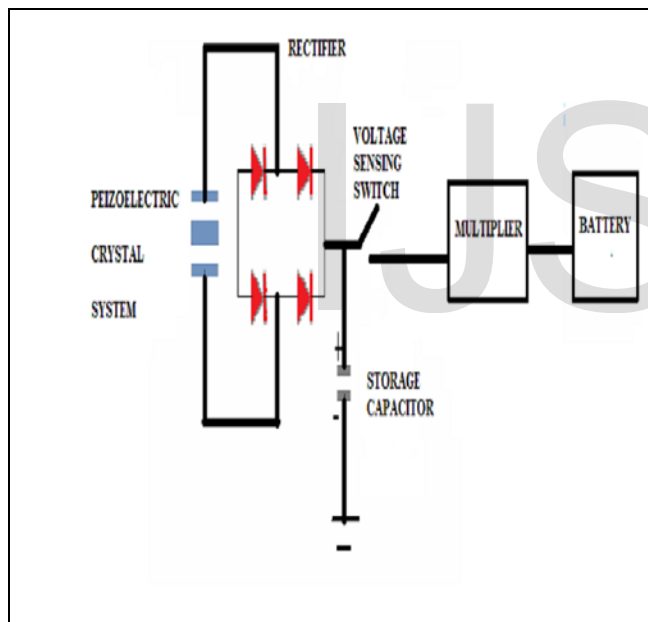 RECTIFIER
VOLTAGE
SENSING
SWITCH
PEIZOELECTRIC
CRYSTAL
SYSTEM
MULTIPLIER
BATTERY
+
STORAGE
CAPACITOR
-
IJS